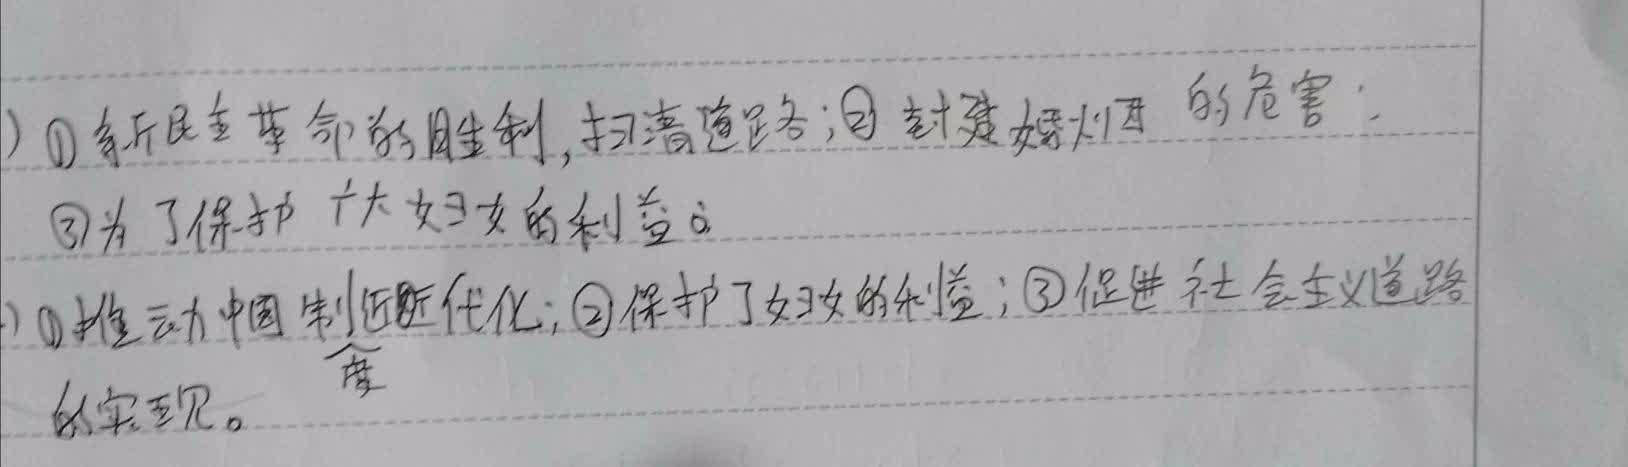 )①新民主革命的胜利,扫清道路;②封建婚姻的危害;
③为了保护广大妇女的利益。
)①推动中国制度近代化;②保护了妇女的利益;③促进社会主义道路
的实现。